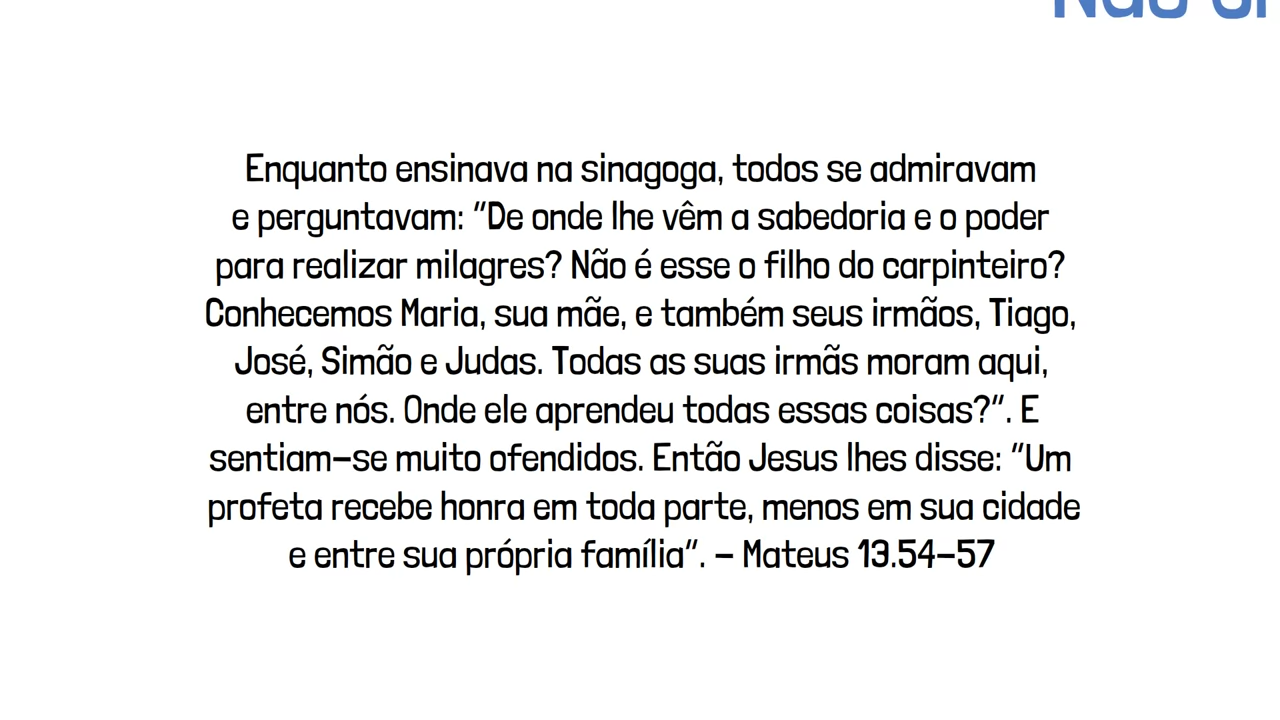 Enquanto ensinava na sinagoga, todos se admiravam
e perguntavam: "De onde lhe vêm a sabedoria e o poder
para realizar milagres? Não é esse o filho do carpinteiro?
Conhecemos Maria, sua mãe, e também seus irmãos, Tiago,
José, Simão e Judas. Todas as suas irmãs moram aqui,
entre nós. Onde ele aprendeu todas essas coisas?". E
sentiam-se muito ofendidos. Então Jesus lhes disse: "Um
profeta recebe honra em toda parte, menos em sua cidade
e entre sua própria família". – Mateus 13.54–57